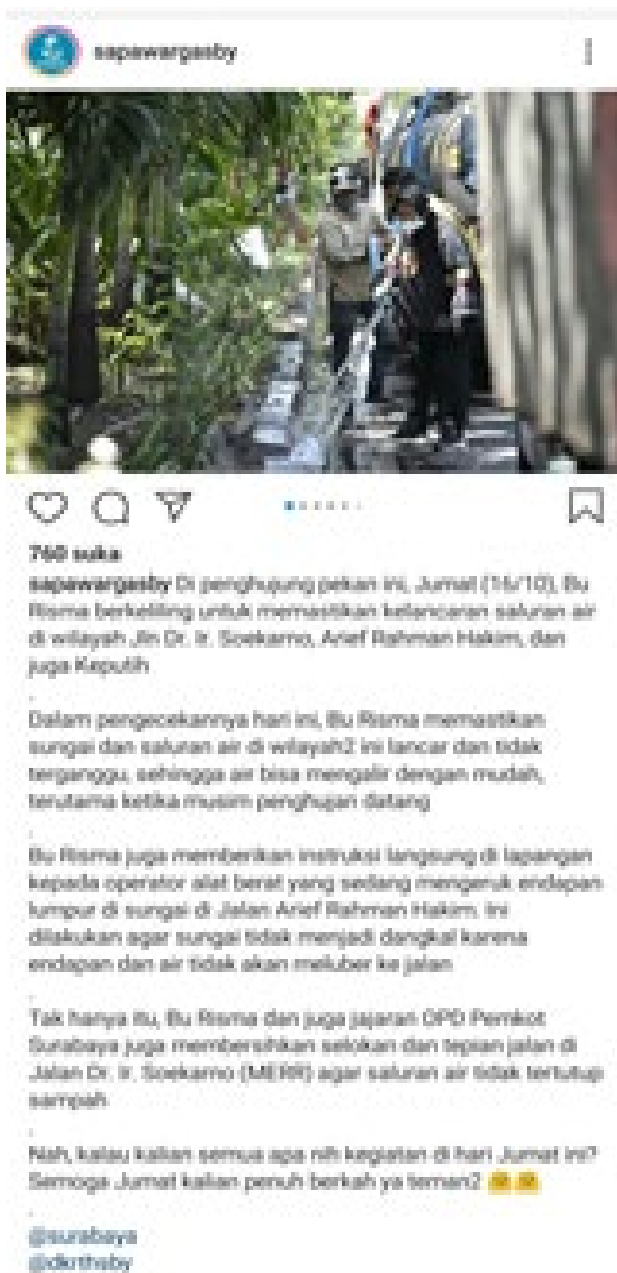 sapawargasby
760 suka
sapawargasby Di penghujung pekan ini, Jumat (16/10), Bu
Risma berkeliling untuk memastikan kelancaran saluran air
di wilayah Jln Dr. Ir. Soekarno, Arief Rahman Hakim, dan
juga Keputih
.
Dalam pengecekannya hari ini, Bu Risma memastikan
sungai dan saluran air di wilayah2 ini lancar dan tidak
terganggu, sehingga air bisa mengalir dengan mudah,
terutama ketika musim penghujan datang
.
Bu Risma juga memberikan instruksi langsung di lapangan
kepada operator alat berat yang sedang mengeruk endapan
lumpur di sungai di Jalan Arief Rahman Hakim. Ini
dilakukan agar sungai tidak menjadi dangkal karena
endapan dan air tidak akan meluber ke jalan
.
Tak hanya itu, Bu Risma dan juga jajaran OPD Pemkot
Surabaya juga membersihkan selokan dan tepian jalan di
Jalan Dr. Ir. Soekarno (MERR) agar saluran air tidak tertutup
sampah
.
Nah, kalau kalian semua apa nih kegiatan di hari Jumat ini?
Semoga Jumat kalian penuh berkah ya teman2 🤗🤗
.
@surabaya
@dkrthsby